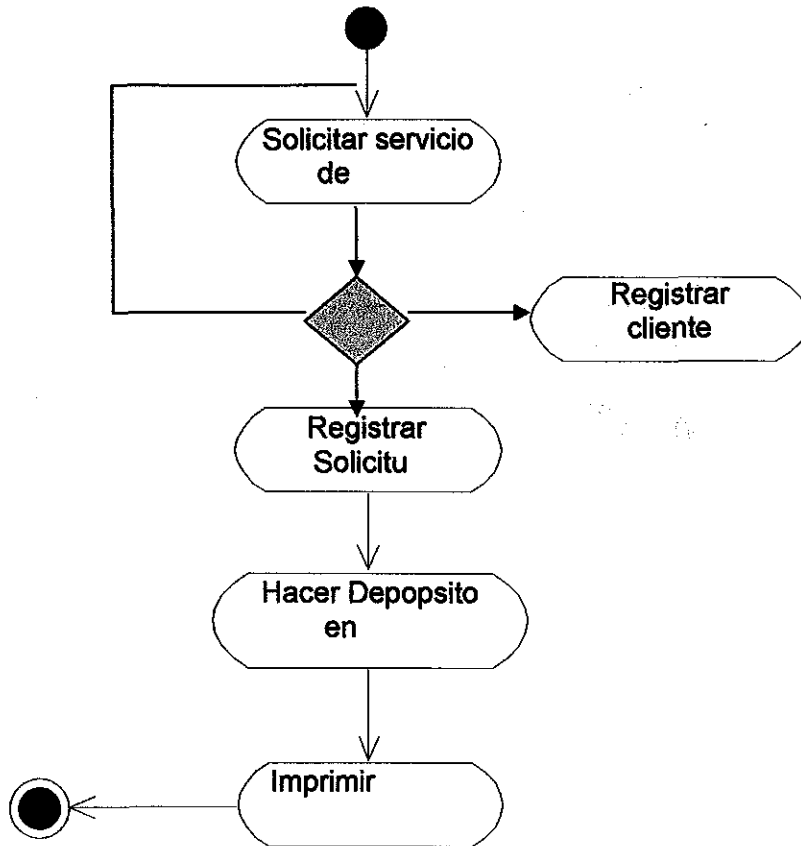 Solicitar servicio
de
Registrar
cliente
Registrar
Solicitu
Hacer Depopsito
en
Imprimir